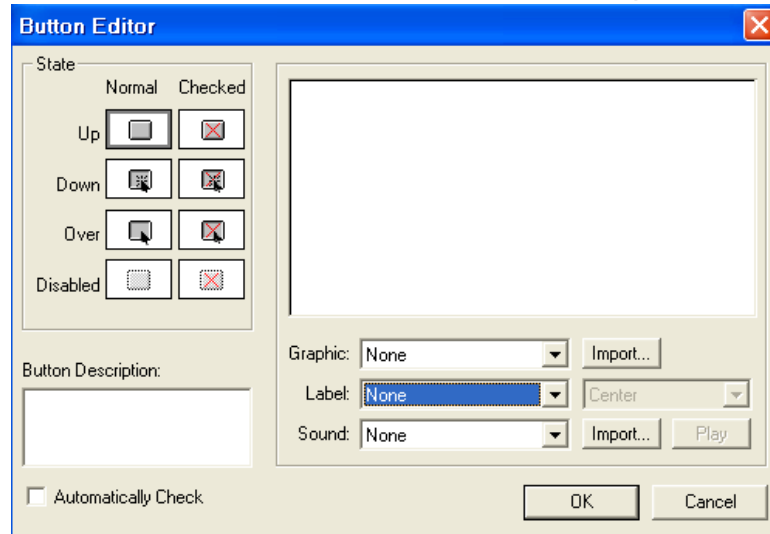 Button Editor
State
Normal Checked
Up
Down
Over
Disabled
Button Description:
Automatically Check
Graphic: None Import...
Label: None Center
Sound: None Import... Play
OK Cancel